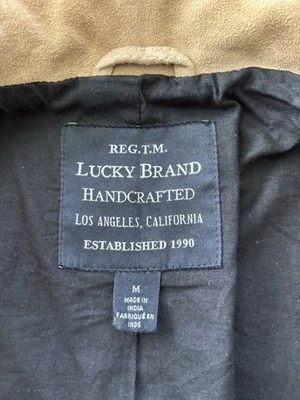 REG.T.M.
LUCKY BRAND
HANDCRAFTED
LOS ANGELES, CALIFORNIA
ESTABLISHED 1990
M
MADE IN
INDIA
FABRIQUÉ EN
INDE